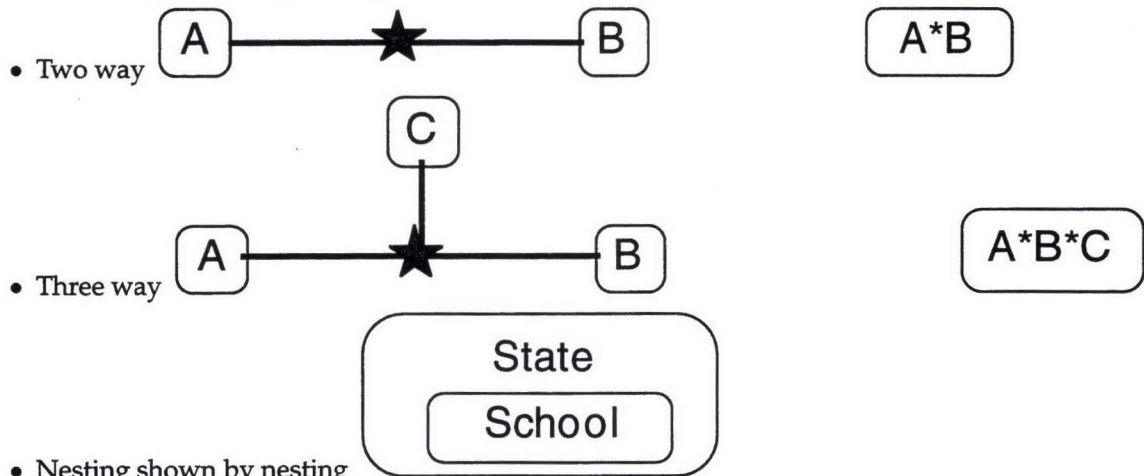 A B A*B
• Two way
C
A B A*B*C
• Three way
State
School
• Nesting shown by nesting